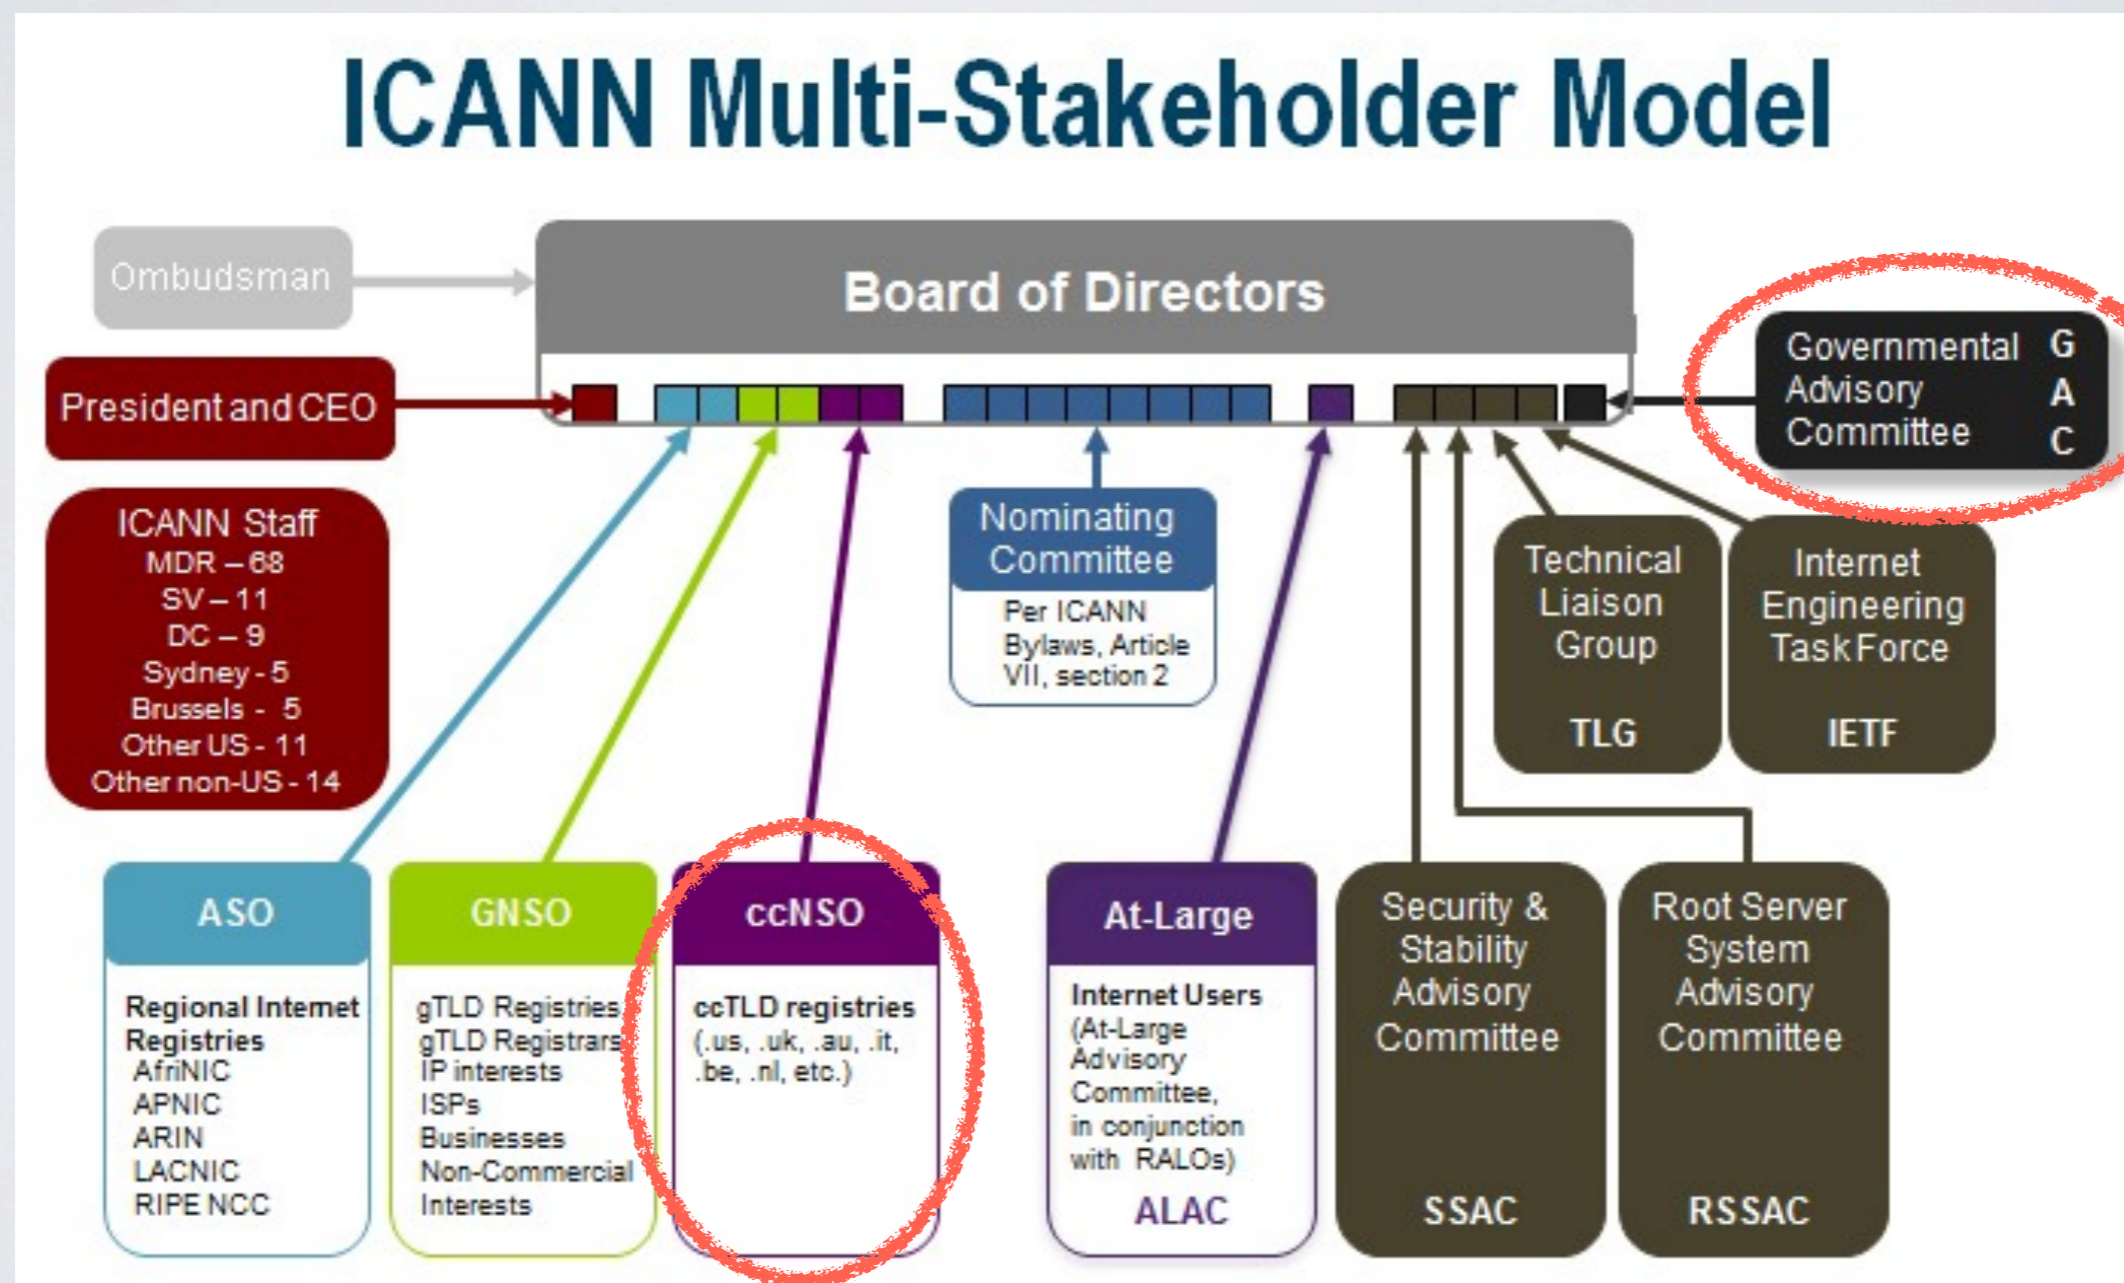 ICANN Multi-Stakeholder Model
Ombudsman
Board of Directors
Governmental
Advisory
Committee
G
A
C
President and CEO
ICANN Staff
MDR – 68
SV – 11
DC – 9
Sydney - 5
Brussels - 5
Other US - 11
Other non-US - 14
Nominating
Committee
Per ICANN
Bylaws, Article
VII, section 2
Technical
Liaison
Group
TLG
Internet
Engineering
Task Force
IETF
ASO
Regional Internet
Registries
AfriNIC
APNIC
ARIN
LACNIC
RIPE NCC
GNSO
gTLD Registries
gTLD Registrars
IP interests
ISPs
Businesses
Non-Commercial
Interests
ccNSO
ccTLD registries
(.us, .uk, .au, .it,
.be, .nl, etc.)
At-Large
Internet Users
(At-Large
Advisory
Committee,
in conjunction
with RALOs)
ALAC
Security &
Stability
Advisory
Committee
SSAC
Root Server
System
Advisory
Committee
RSSAC